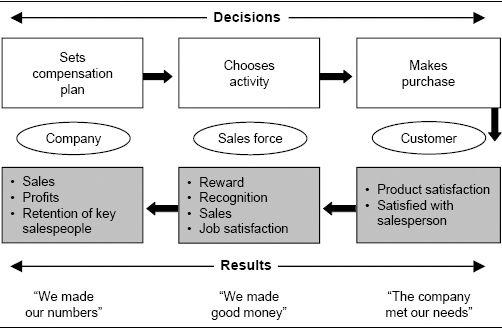 Decisions
Sets
compensation
plan
Chooses
activity
Makes
purchase
Company
Sales force
Customer
• Sales
• Profits
• Retention of key
salespeople
• Reward
• Recognition
• Sales
• Job satisfaction
• Product satisfaction
• Satisfied with
salesperson
Results
“We made
our numbers”
“We made
good money”
“The company
met our needs”